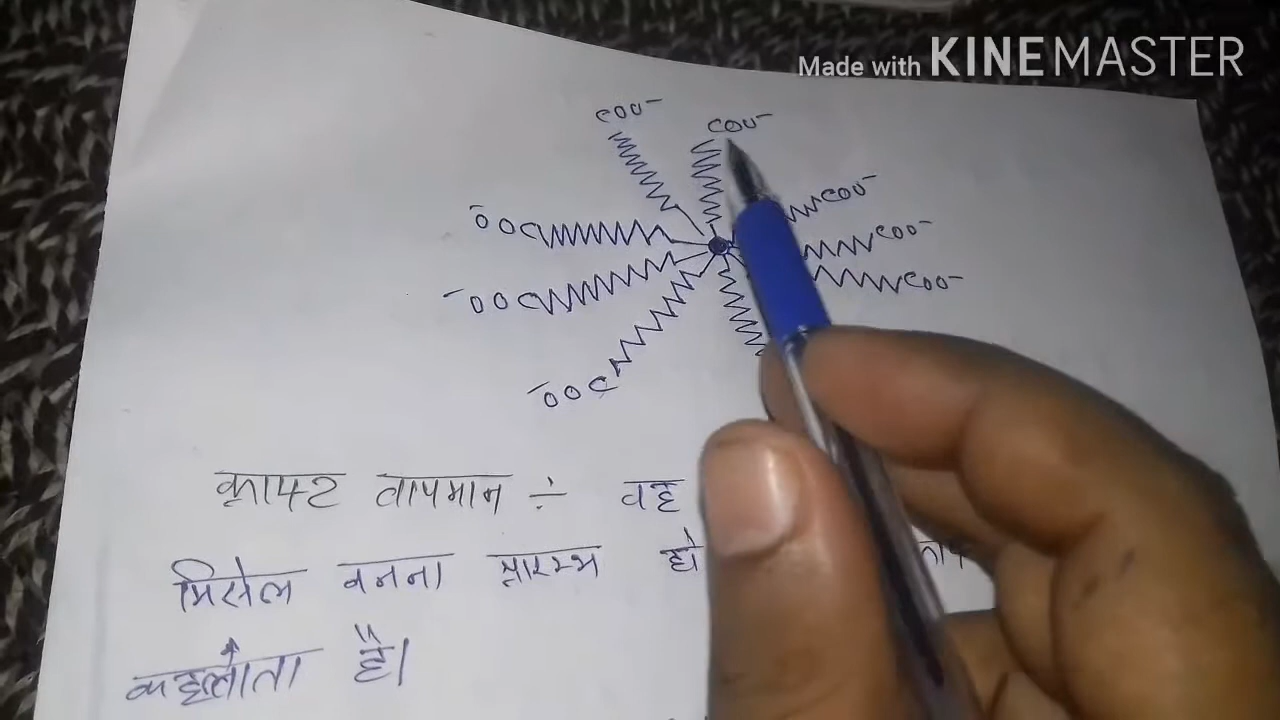 Made with KINEMASTER
COO⁻
COO⁻
COO⁻
⁻OOC
COO⁻
COO⁻
⁻OOC
⁻OOC
क्राफ्ट तापमान ÷ वह
मिसेल बनना प्रारम्भ हो
कहलाता है।